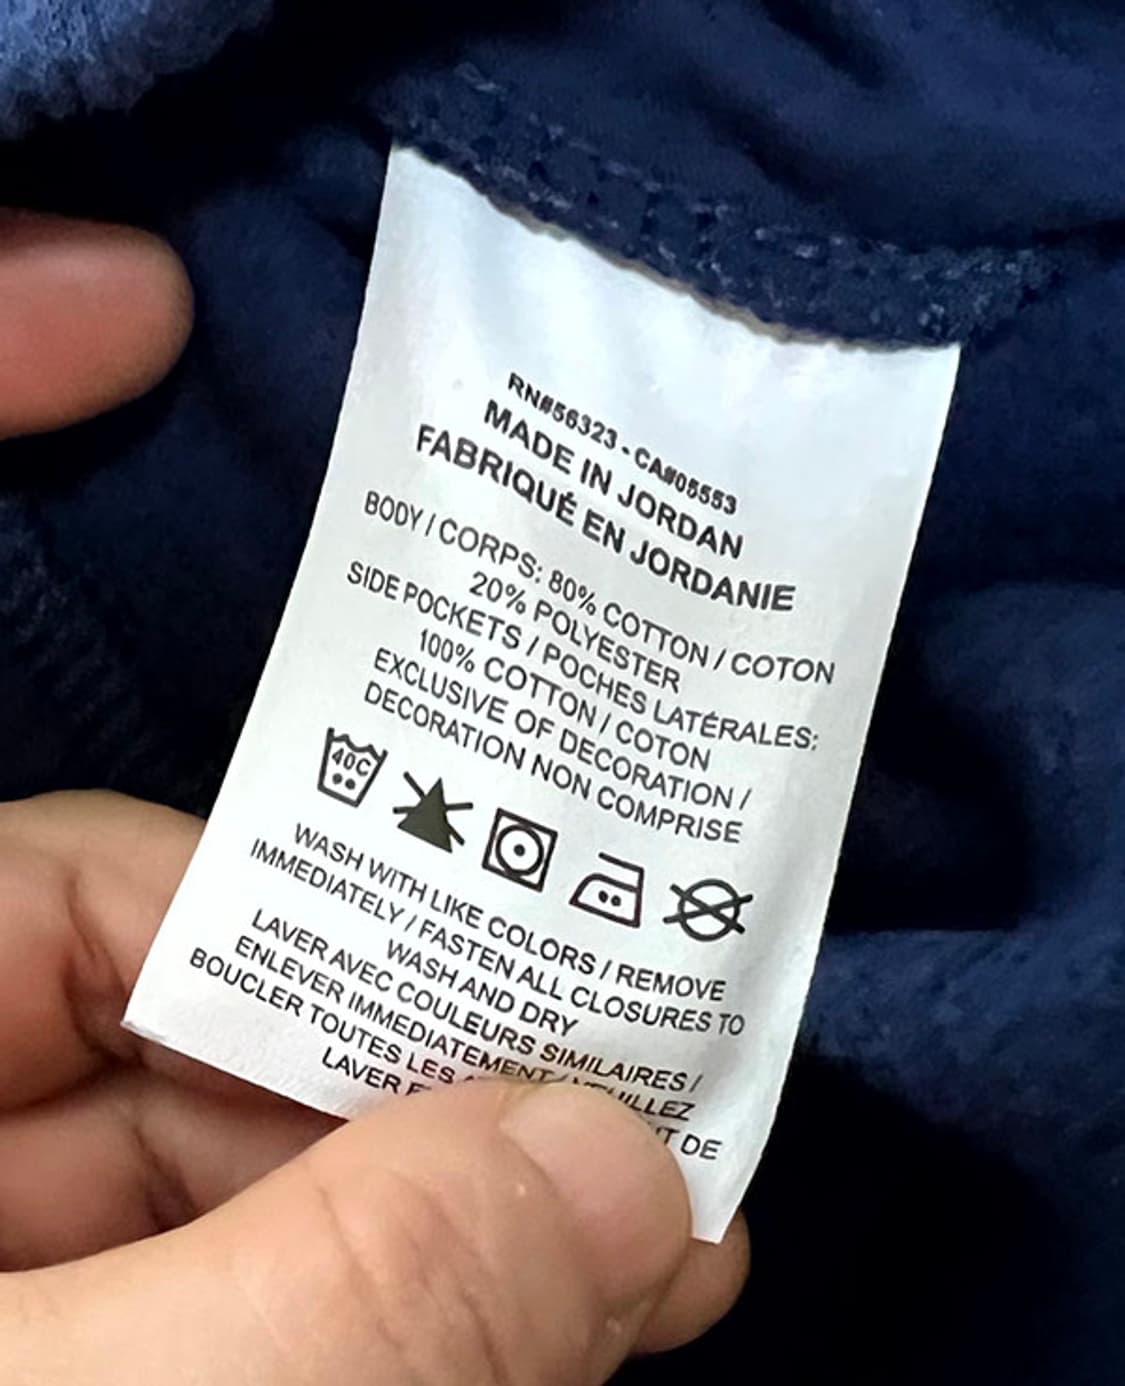 RN#56323 - CA#05553
MADE IN JORDAN
FABRIQUÉ EN JORDANIE
BODY / CORPS: 80% COTTON / COTON
20% POLYESTER
SIDE POCKETS / POCHES LATÉRALES:
100% COTTON / COTON
EXCLUSIVE OF DECORATION /
DECORATION NON COMPRISE
40C
WASH WITH LIKE COLORS / REMOVE
IMMEDIATELY / FASTEN ALL CLOSURES TO
WASH AND DRY
LAVER AVEC COULEURS SIMILAIRES /
ENLEVER IMMEDIATEMENT /
BOUCLER TOUTES LES DE
LAVER